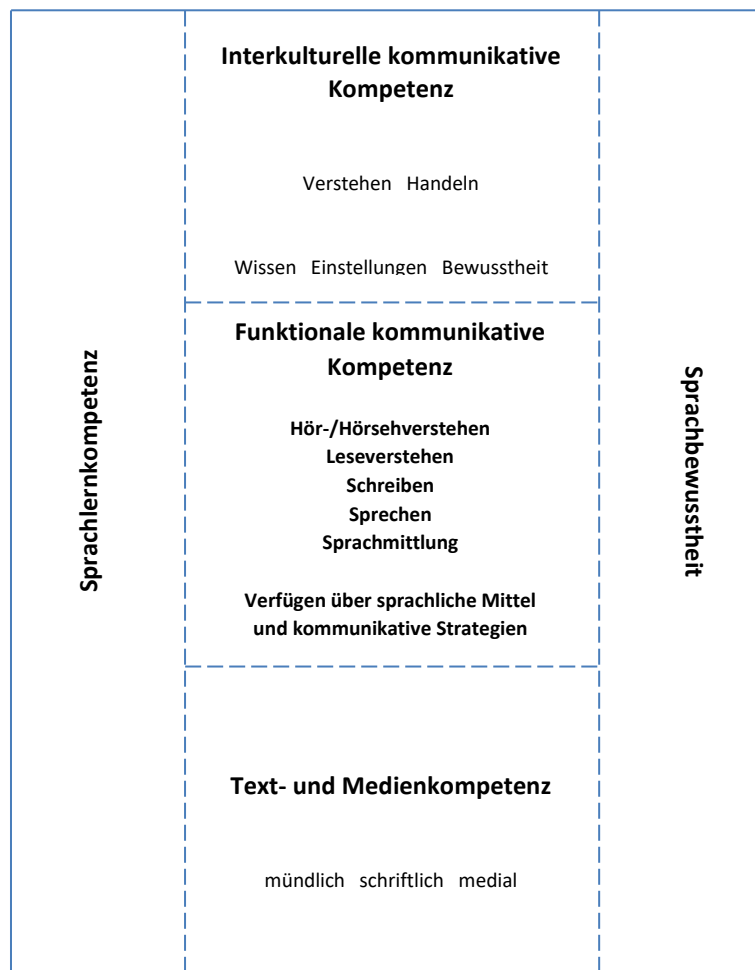 Interkulturelle kommunikative
Kompetenz
Verstehen Handeln
Wissen Einstellungen Bewusstheit
Funktionale kommunikative
Kompetenz
Hör-/Hörsehverstehen
Leseverstehen
Schreiben
Sprechen
Sprachmittlung
Verfügen über sprachliche Mittel
und kommunikative Strategien
Text- und Medienkompetenz
mündlich schriftlich medial
Sprachlernkompetenz
Sprachbewusstheit